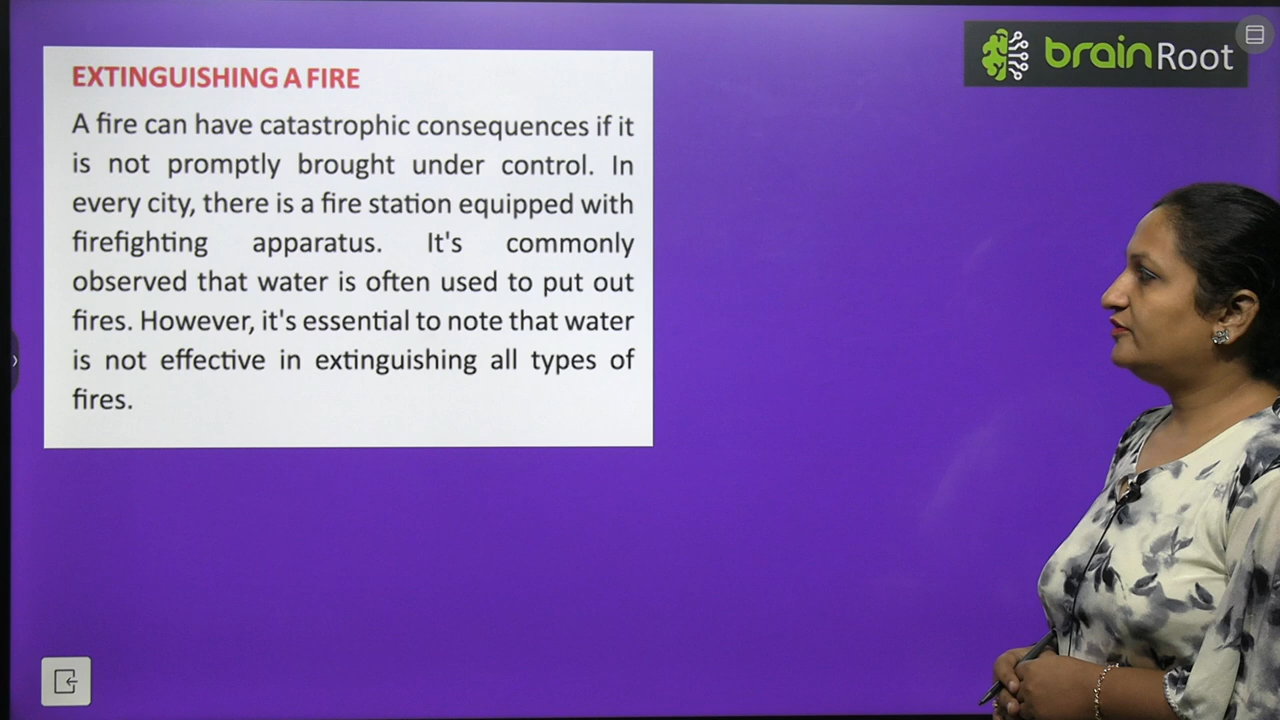 EXTINGUISHING A FIRE
A fire can have catastrophic consequences if it
is not promptly brought under control. In
every city, there is a fire station equipped with
firefighting apparatus. It's commonly
observed that water is often used to put out
fires. However, it's essential to note that water
is not effective in extinguishing all types of
fires.
brainRoot